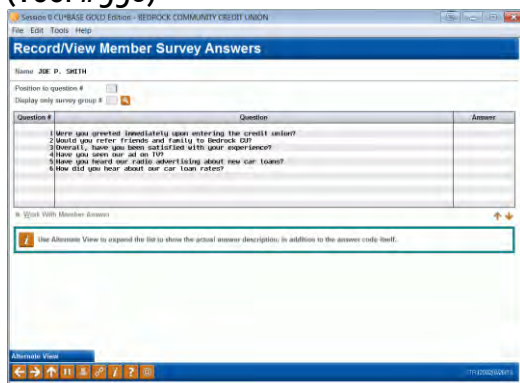 (Tool #996)
Session 0 CU*BASE GOLD Edition - BEDROCK COMMUNITY CREDIT UNION
File Edit Tools Help
Record/View Member Survey Answers
Name JOE P. SMITH
Position to question #
Display only survey group #
Question # Question Answer
1 Were you greeted immediately upon entering the credit union?
2 Would you refer friends and family to Bedrock CU?
3 Overall, have you been satisfied with your experience?
4 Have you seen our ad on TV?
5 Have you heard our radio advertising about new car loans?
6 How did you hear about our car loan rates?
Work With Member Answer
Use Alternate View to expand the list to show the actual answer description, in addition to the answer code itself.
Alternate View